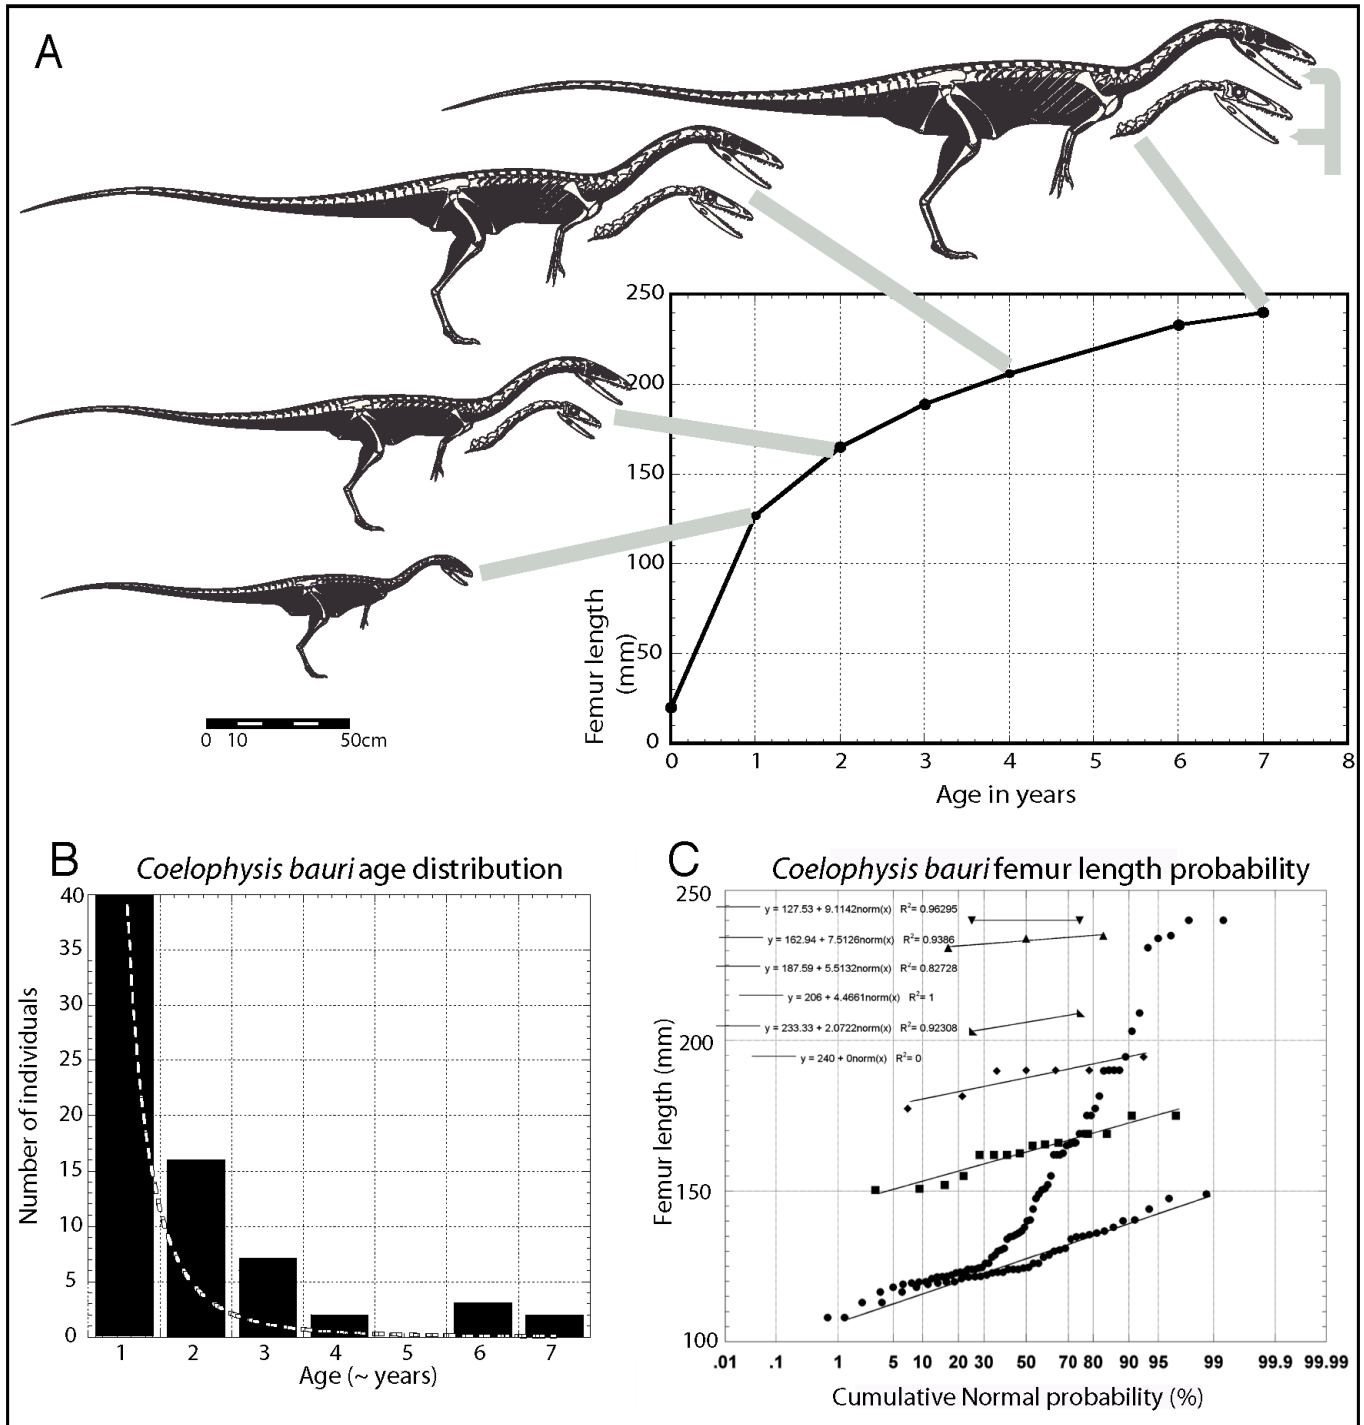 A
250
200
150
100
50
0
Femur length
(mm)
0 1 2 3 4 5 6 7 8
Age in years
0 10 50cm
B
Coelophysis bauri age distribution
40
35
30
25
20
15
10
5
0
Number of individuals
1 2 3 4 5 6 7
Age (~ years)
C
Coelophysis bauri femur length probability
250
200
150
100
Femur length (mm)
y = 127.53 + 9.1142norm(x) R²= 0.96295
y = 162.94 + 7.5126norm(x) R²= 0.9386
y = 187.59 + 5.5132norm(x) R²= 0.82728
y = 206 + 4.4661norm(x) R²= 1
y = 233.33 + 2.0722norm(x) R²= 0.92308
y = 240 + 0norm(x) R²= 0
.01 .1 1 5 10 20 30 50 70 80 90 95 99 99.9 99.99
Cumulative Normal probability (%)